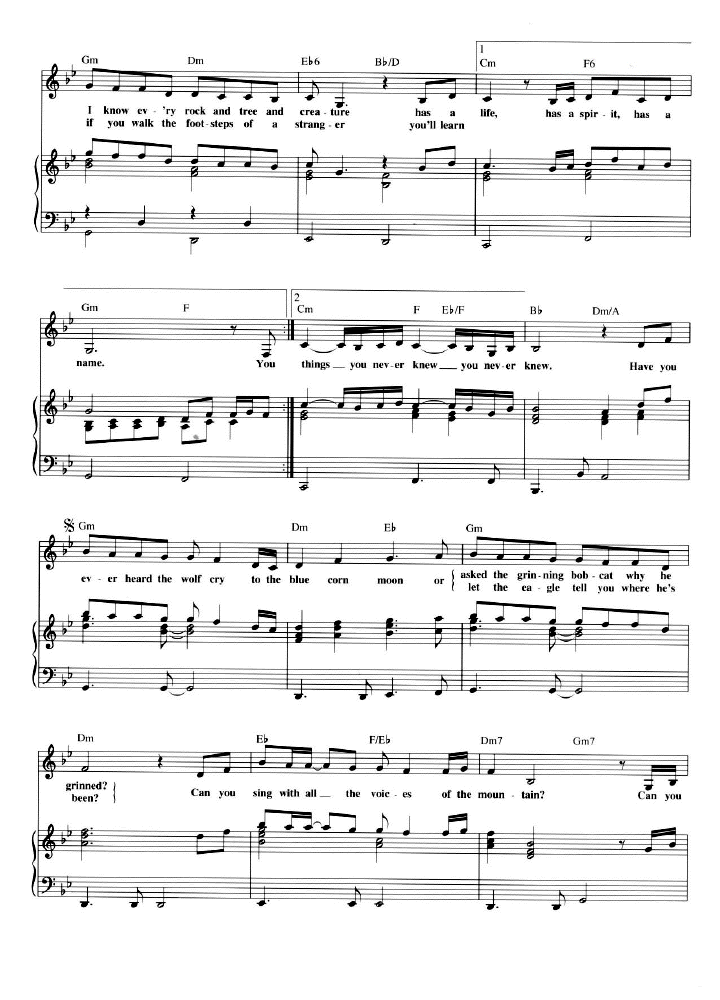 1
Gm Dm E♭6 B♭/D Cm F6
I know ev-'ry rock and tree and crea-ture has a life, has a spir-it, has a
if you walk the foot-steps of a stran-ger you'll learn
2
Gm F Cm F E♭/F B♭ Dm/A
name. You things you nev-er knew you nev-er knew. Have you
Gm Dm E♭ Gm
ev-er heard the wolf cry to the blue corn moon or { asked the grin-ning bob-cat why he
let the ea-gle tell you where he's
Dm E♭ F/E♭ Dm7 Gm7
grinned?
been? } Can you sing with all the voic-es of the moun-tain? Can you